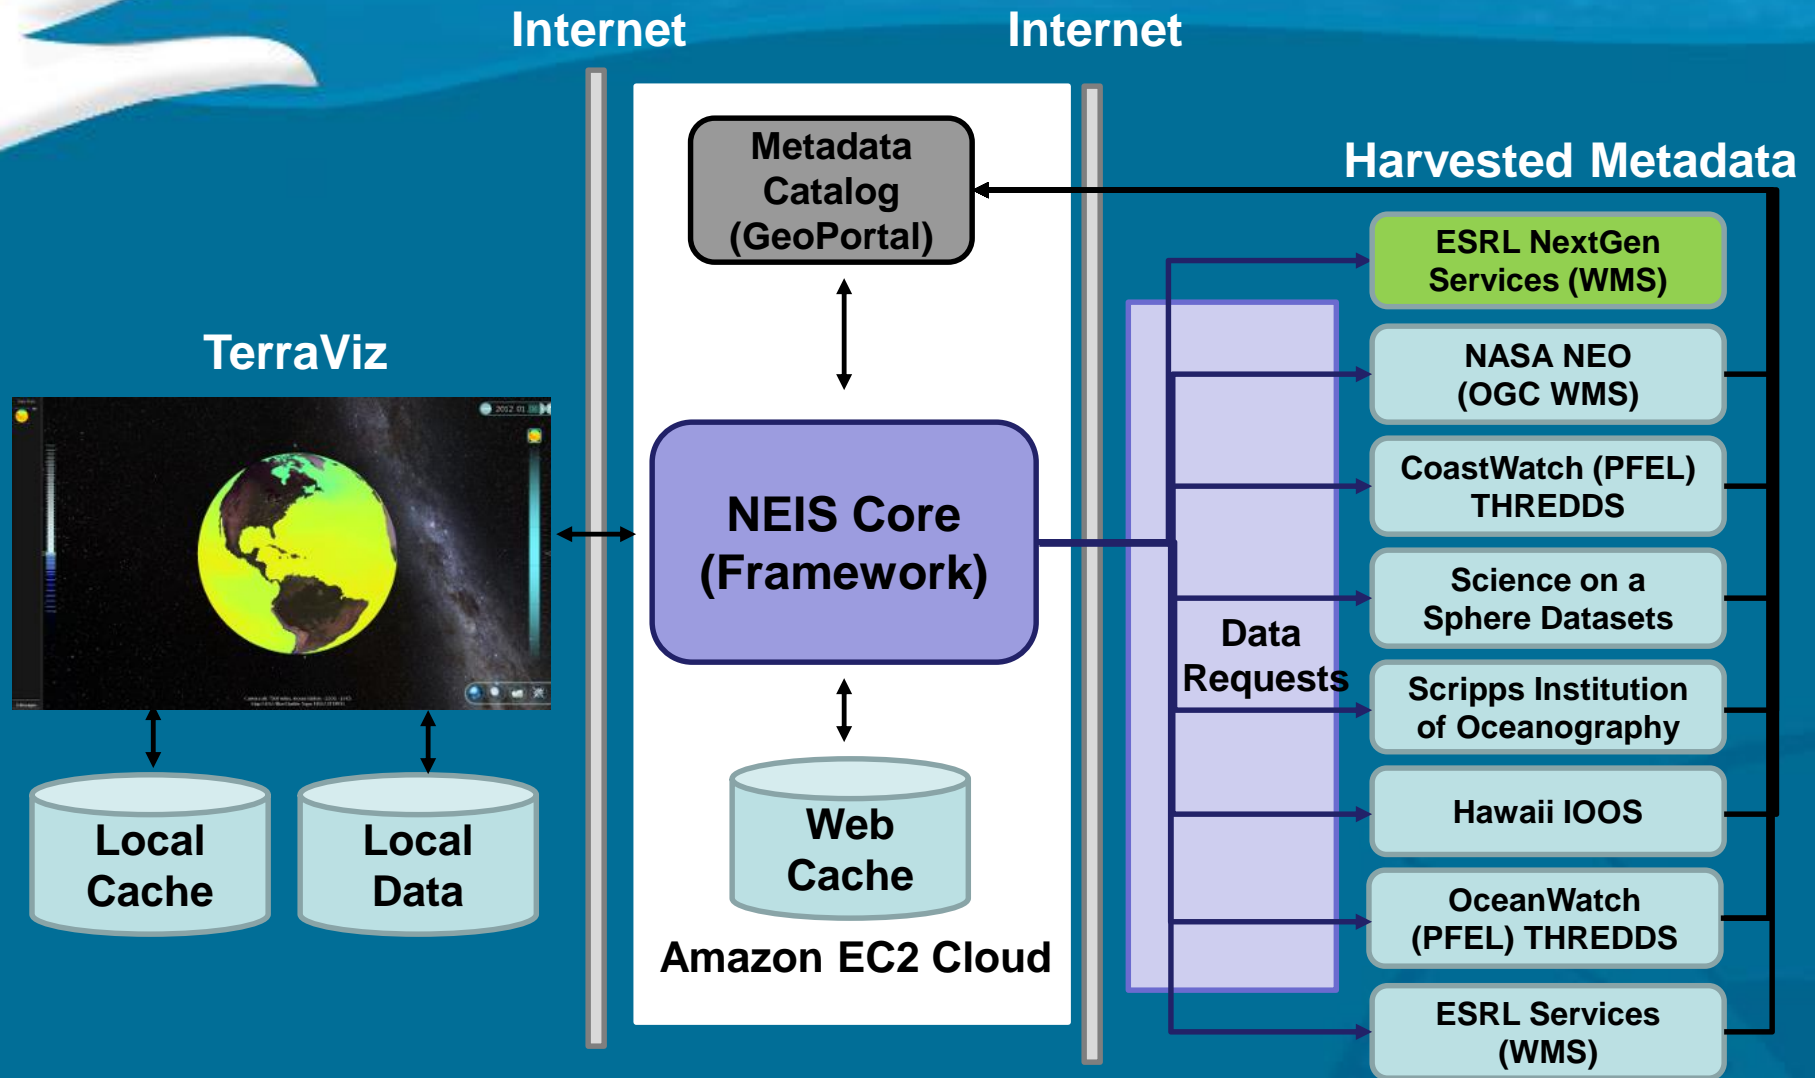 Internet
Internet
Metadata
Catalog
(GeoPortal)
Harvested Metadata
ESRL NextGen
Services (WMS)
TerraViz
NASA NEO
(OGC WMS)
2012 01
CoastWatch (PFEL)
THREDDS
NEIS Core
(Framework)
Science on a
Sphere Datasets
Data
Requests
Scripps Institution
of Oceanography
Local
Cache
Local
Data
Web
Cache
Hawaii IOOS
OceanWatch
(PFEL) THREDDS
Amazon EC2 Cloud
ESRL Services
(WMS)